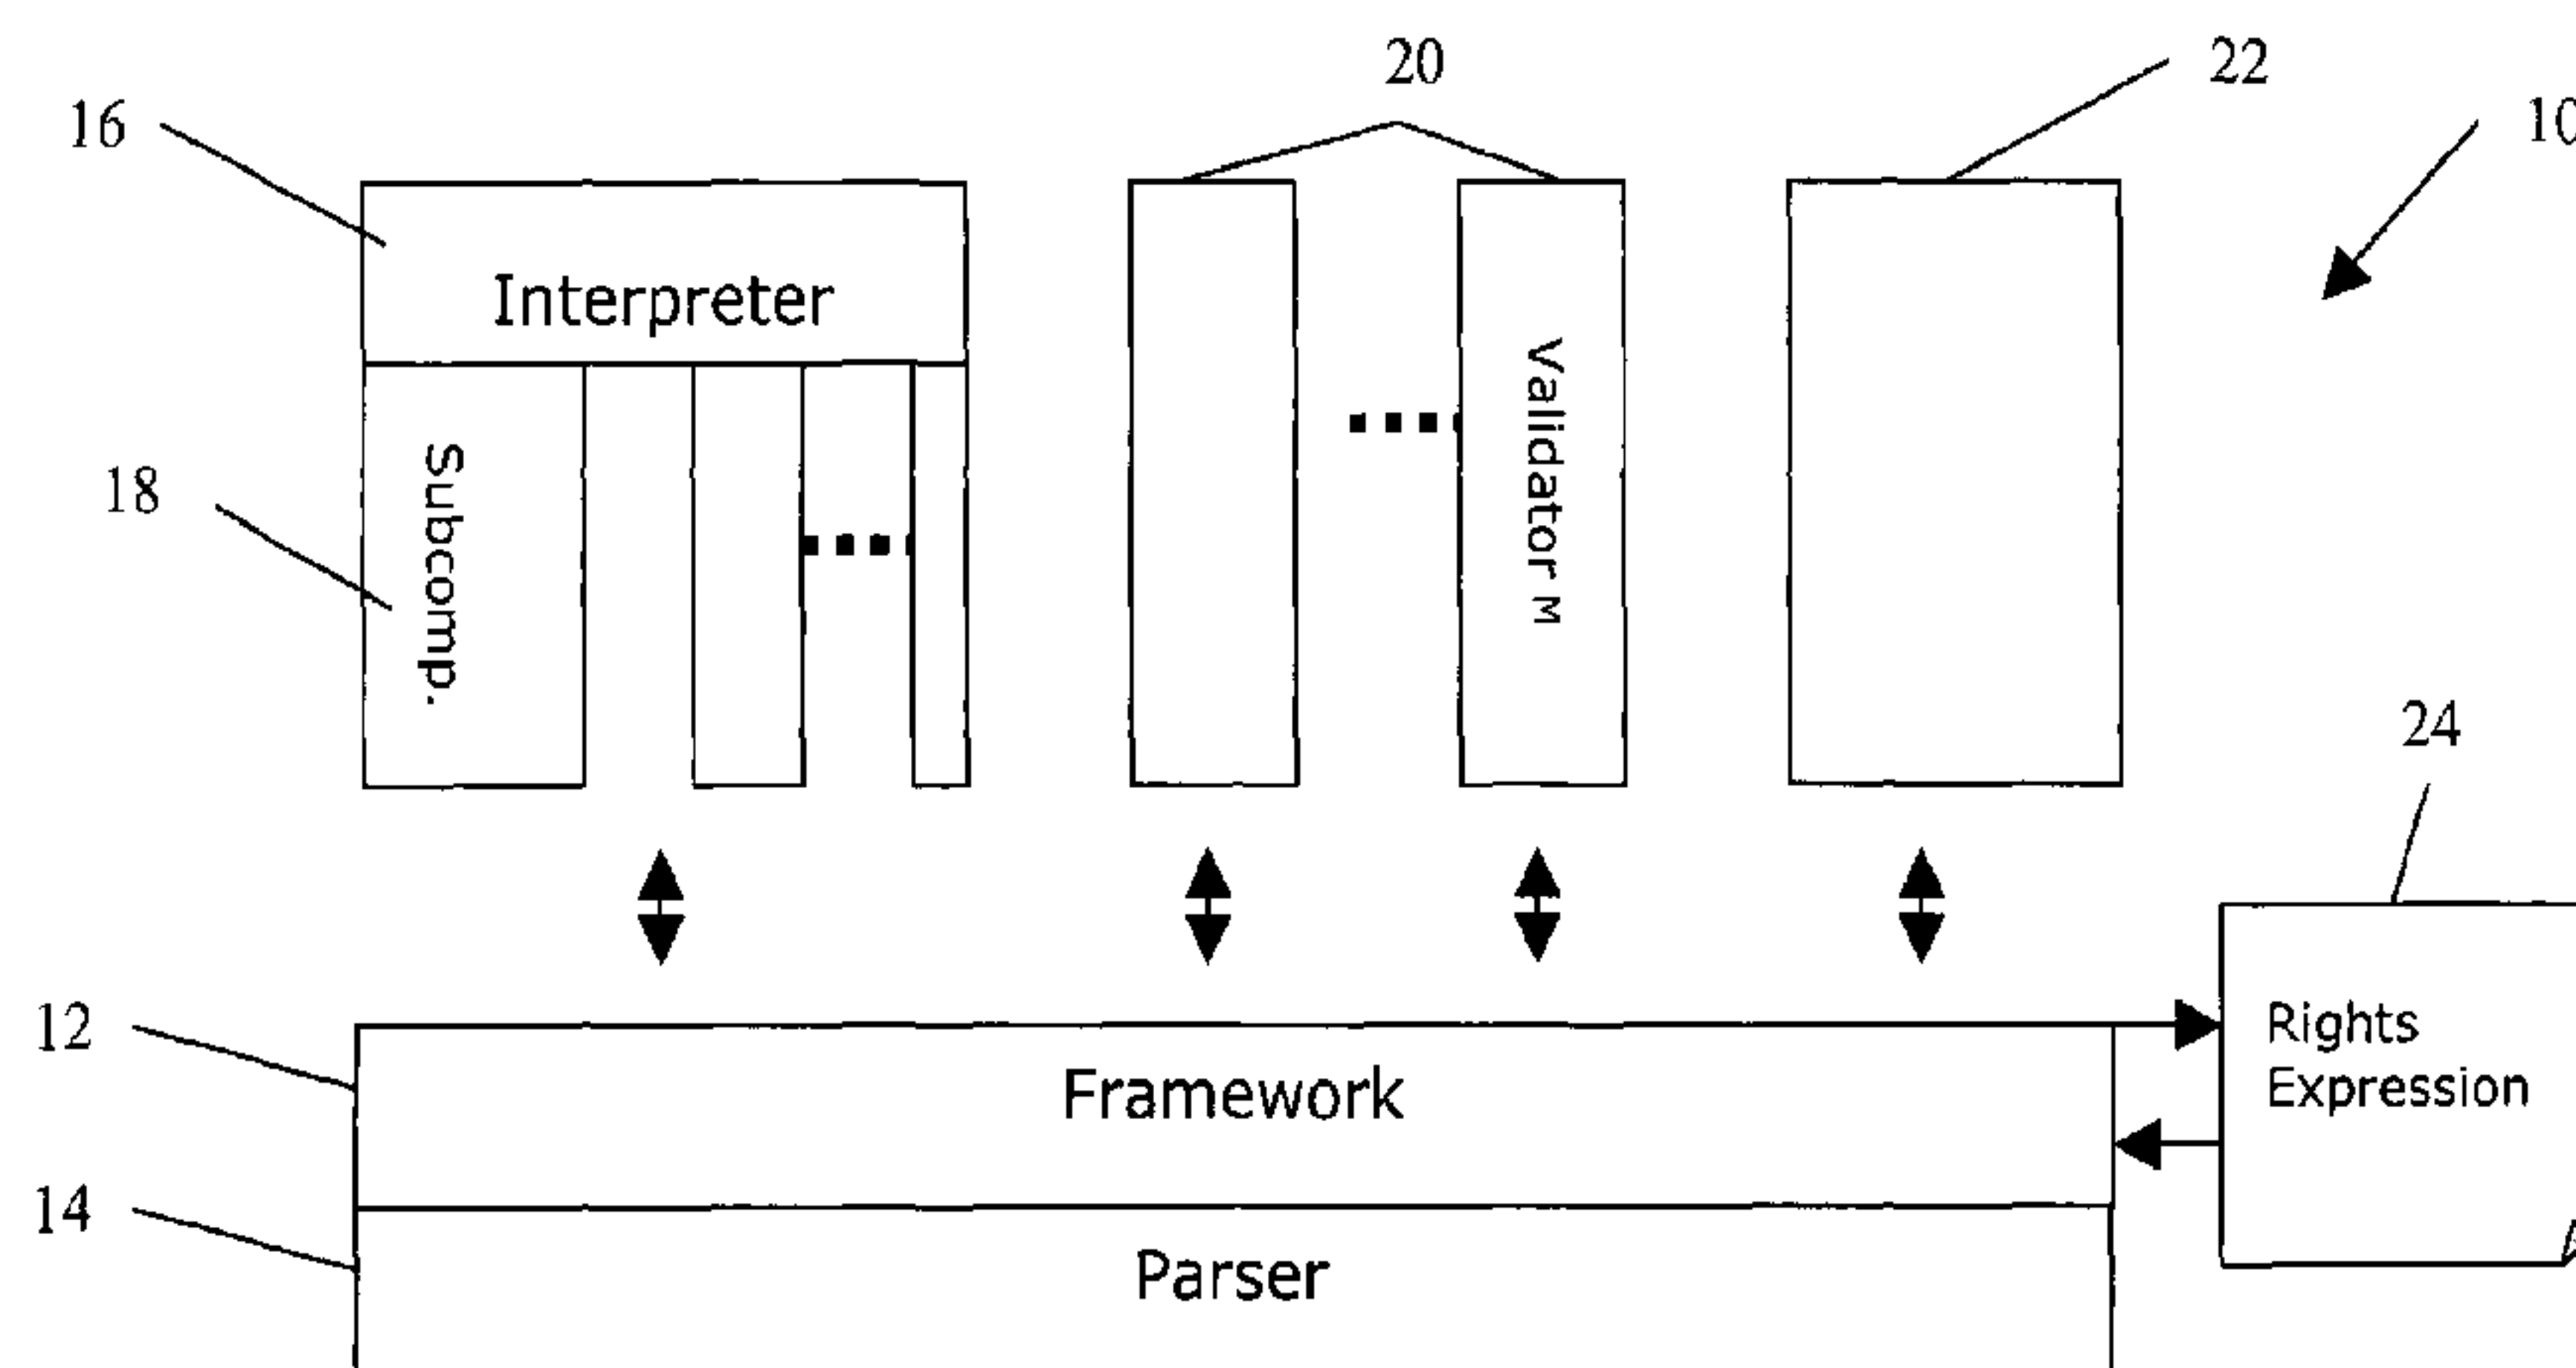 20
22
16
10
Interpreter
Validator M
Subcomp.
18
24
12
Rights
Expression
Framework
14
Parser